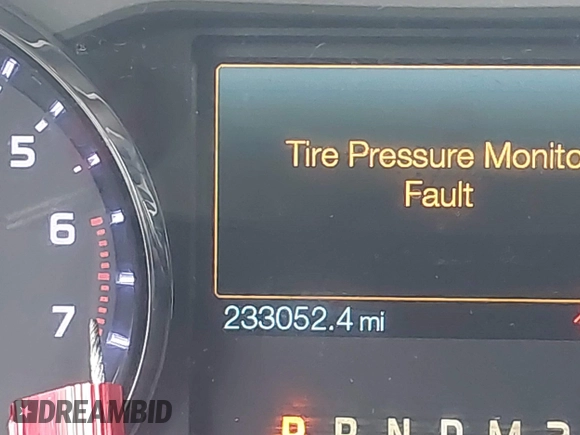 5
6
7
Tire Pressure Monito
Fault
233052.4 mi
P R N D M
DREAMBID